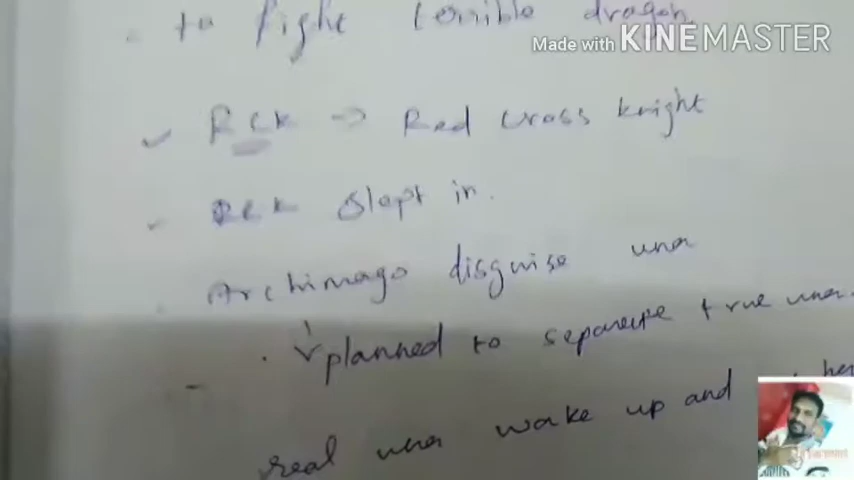 to fight terrible dragon
Made with KINEMASTER
RCK → Red cross knight
RCK slept in.
Archimago disguise una
planned to separate true una.
real una wake up and her